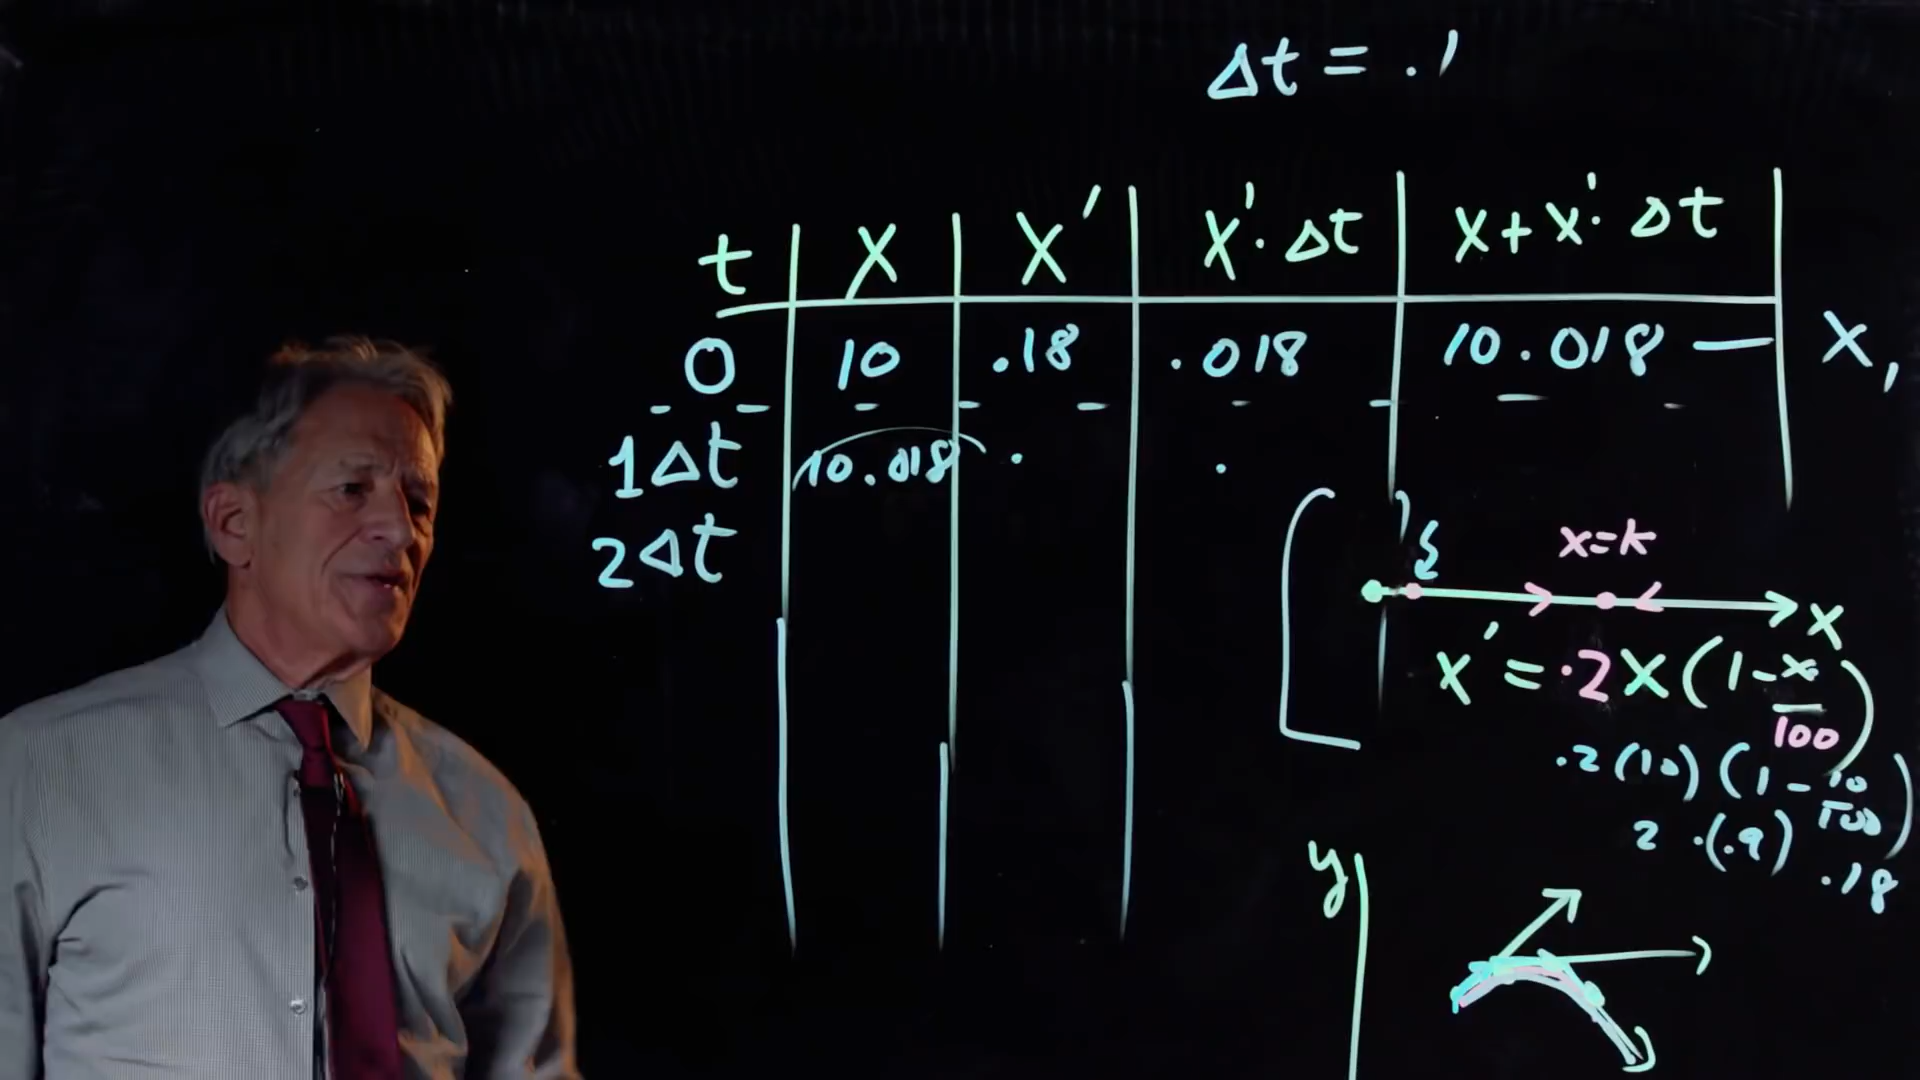 Δt = .1
t X X' X'·Δt X+X'·Δt
0 10 .18 .018 10.018 — X₁
1Δt 10.018 . .
2Δt
x=k
X
X' = .2X(1-x/100)
.2(10)(1-10/100)
2 .(.9) .18
y